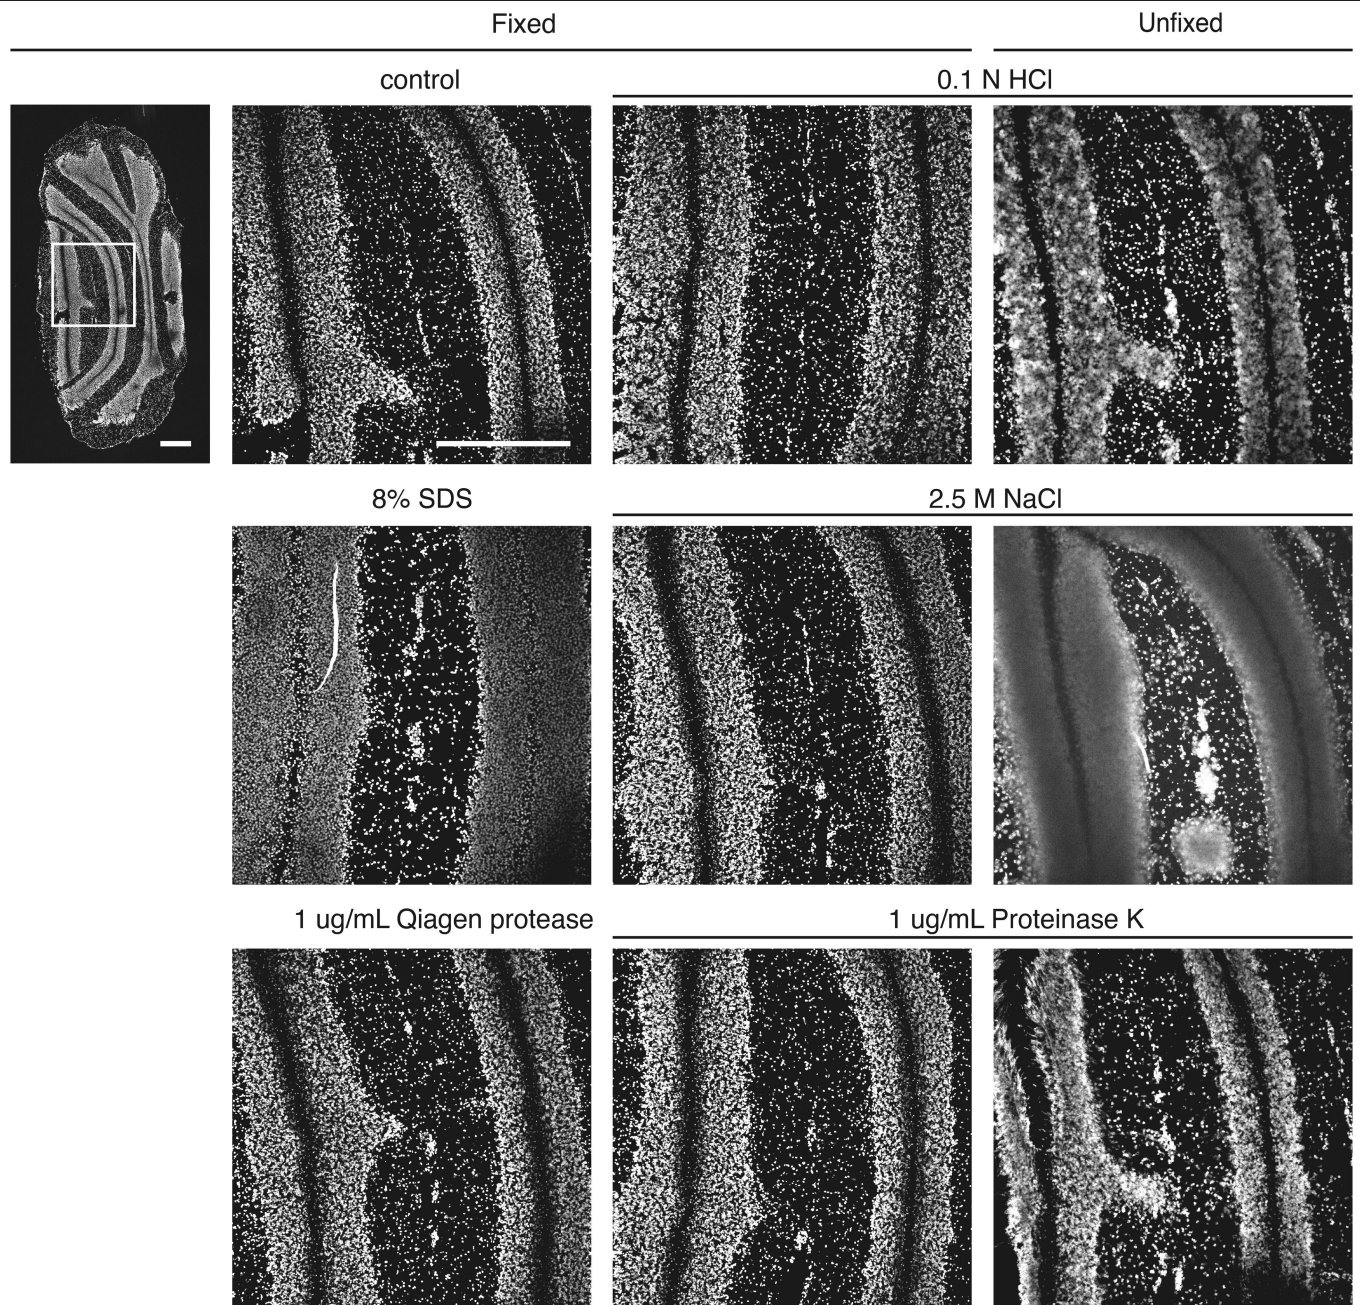 Fixed
Unfixed
control
0.1 N HCl
8% SDS
2.5 M NaCl
1 ug/mL Qiagen protease
1 ug/mL Proteinase K